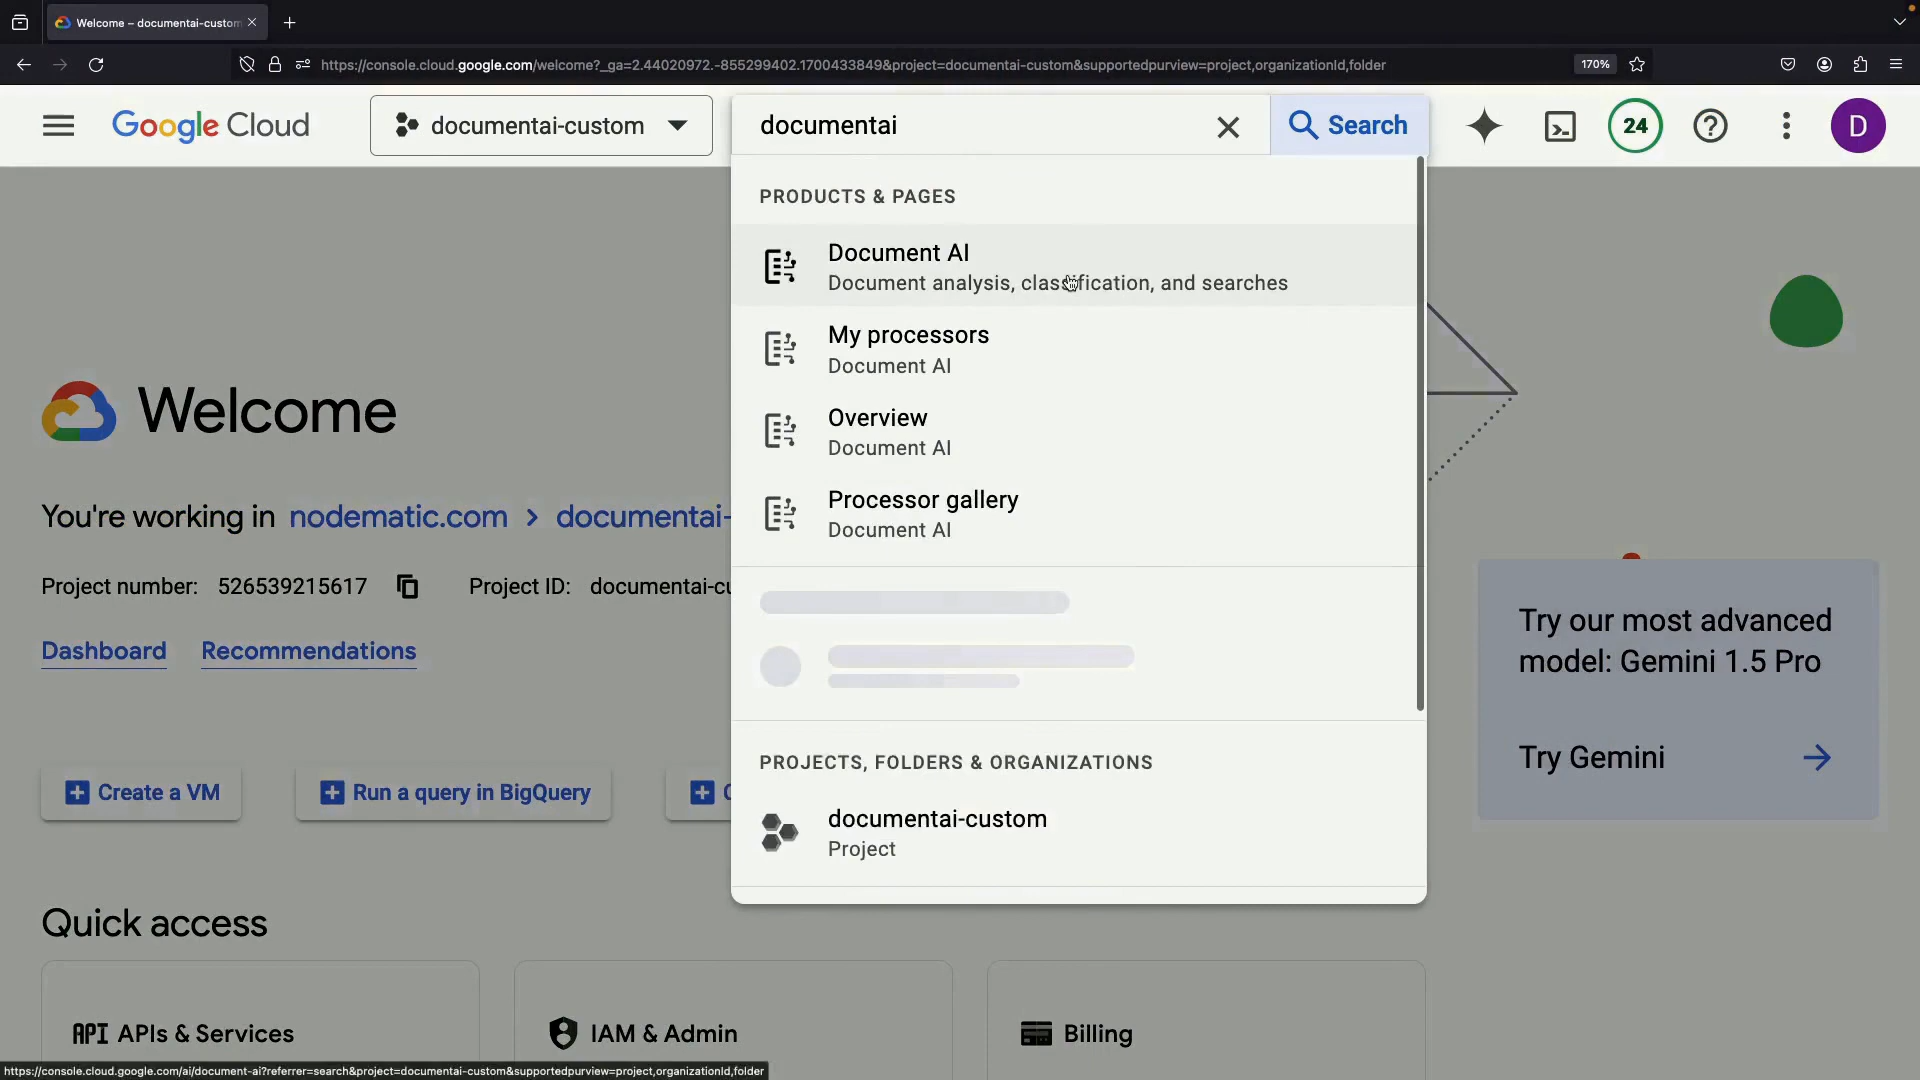 Welcome – documentai-custom
https://console.cloud.google.com/welcome?_ga=2.44020972.-855299402.1700433849&project=documentai-custom&supportedpurview=project,organizationId,folder
170%
Google Cloud
documentai-custom
documentai
Search
24
D
PRODUCTS & PAGES
Document AI
Document analysis, classification, and searches
My processors
Document AI
Overview
Document AI
Processor gallery
Document AI
PROJECTS, FOLDERS & ORGANIZATIONS
documentai-custom
Project
Welcome
You're working in nodematic.com > documentai-
Project number: 526539215617 Project ID: documentai-cu
Dashboard Recommendations
Create a VM
Run a query in BigQuery
Try our most advanced
model: Gemini 1.5 Pro
Try Gemini
Quick access
API APIs & Services
IAM & Admin
Billing
https://console.cloud.google.com/ai/document-ai?referrer=search&project=documentai-custom&supportedpurview=project,organizationId,folder